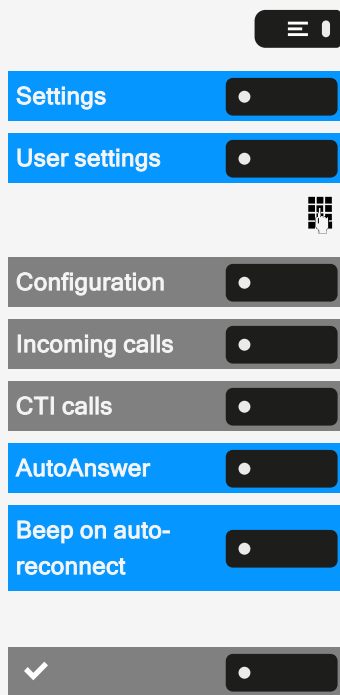 Settings
User settings
Configuration
Incoming calls
CTI calls
AutoAnswer
Beep on auto-
reconnect